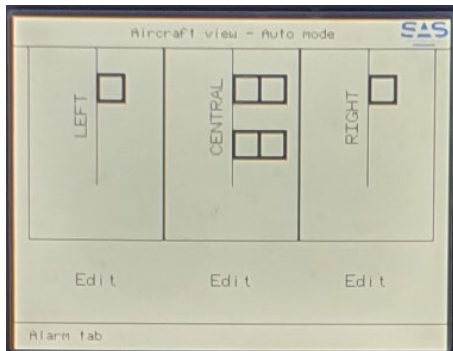 Aircraft view - Auto mode
SAS
LEFT
CENTRAL
RIGHT
Edit
Edit
Edit
Alarm tab